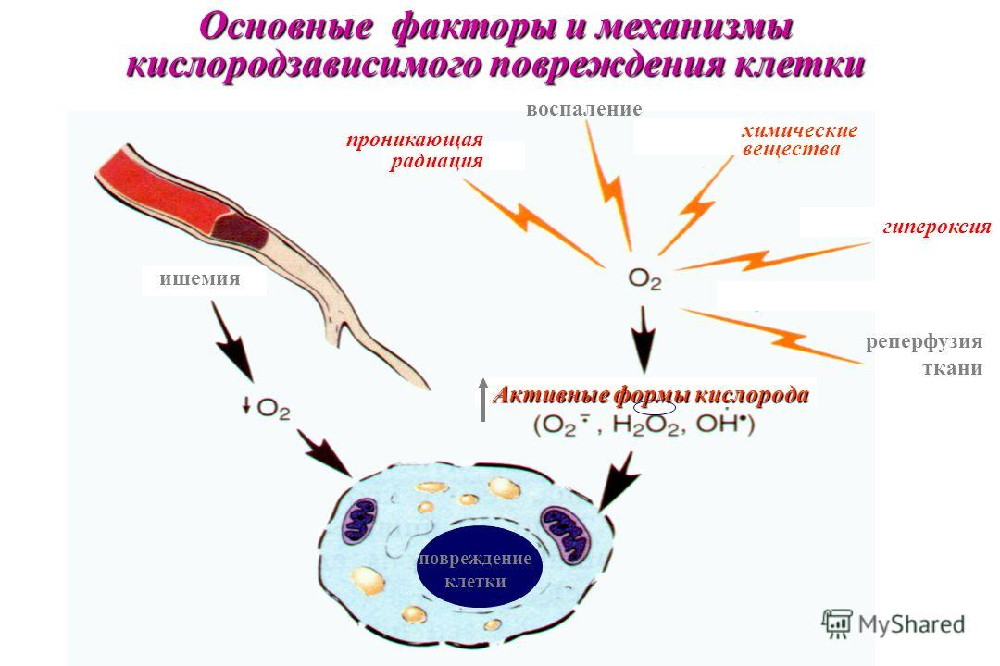 Основные факторы и механизмы
кислородзависимого повреждения клетки
воспаление
проникающая
радиация
химические
вещества
гипероксия
ишемия
O₂
реперфузия
ткани
Активные формы кислорода
↓ O₂
(O₂⁻• , H₂O₂, OH•)
повреждение
клетки
MyShared